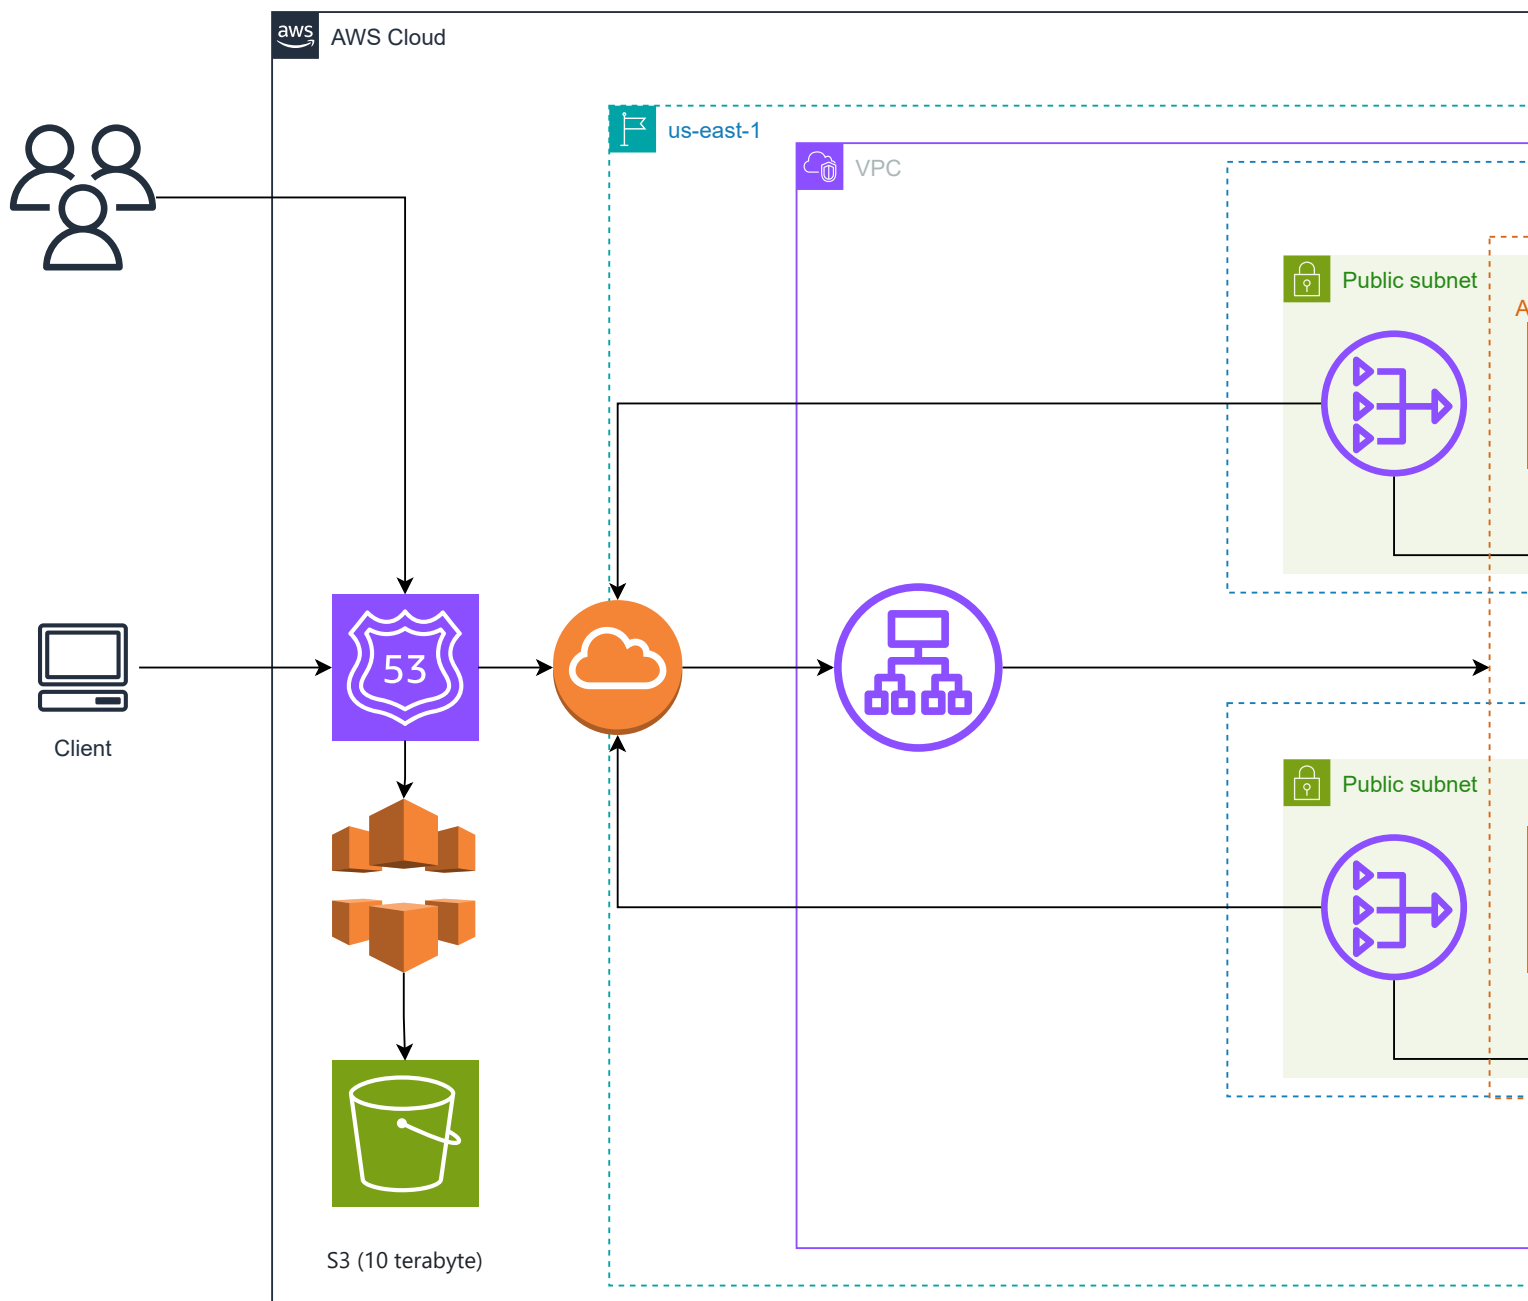 aws
AWS Cloud
us-east-1
VPC
Public subnet
A
53
Client
Public subnet
S3 (10 terabyte)